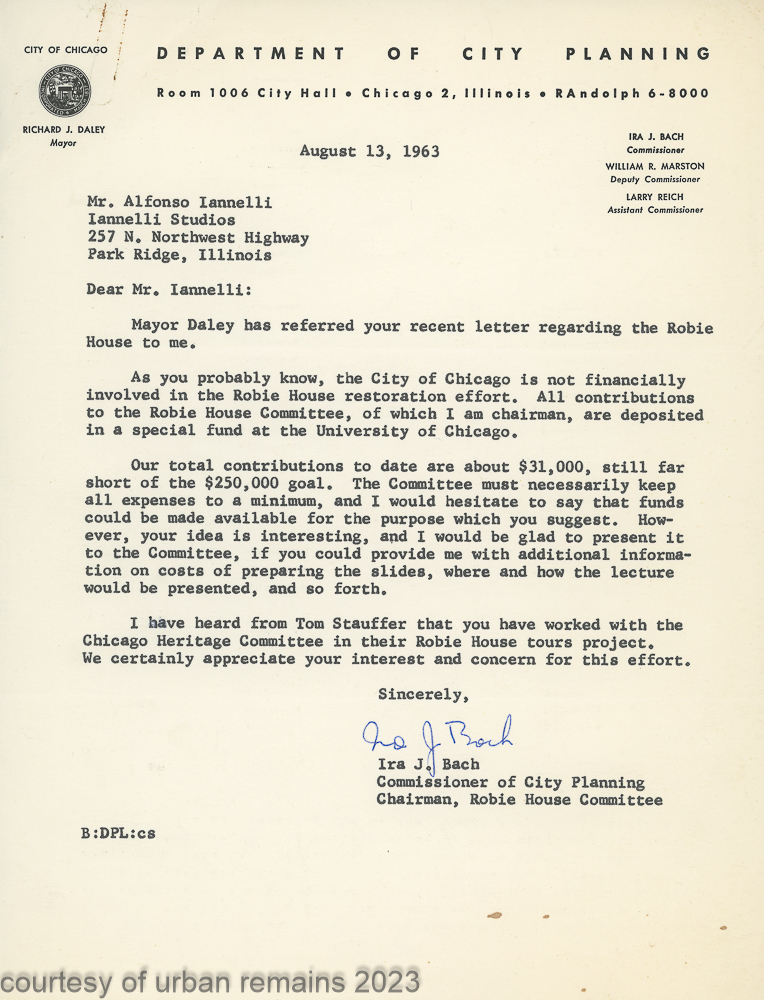 CITY OF CHICAGO
DEPARTMENT OF CITY PLANNING
Room 1006 City Hall • Chicago 2, Illinois • RAndolph 6-8000
RICHARD J. DALEY
Mayor
IRA J. BACH
Commissioner
WILLIAM R. MARSTON
Deputy Commissioner
LARRY REICH
Assistant Commissioner
August 13, 1963
Mr. Alfonso Iannelli
Iannelli Studios
257 N. Northwest Highway
Park Ridge, Illinois
Dear Mr. Iannelli:
Mayor Daley has referred your recent letter regarding the Robie
House to me.
As you probably know, the City of Chicago is not financially
involved in the Robie House restoration effort. All contributions
to the Robie House Committee, of which I am chairman, are deposited
in a special fund at the University of Chicago.
Our total contributions to date are about $31,000, still far
short of the $250,000 goal. The Committee must necessarily keep
all expenses to a minimum, and I would hesitate to say that funds
could be made available for the purpose which you suggest. How-
ever, your idea is interesting, and I would be glad to present it
to the Committee, if you could provide me with additional informa-
tion on costs of preparing the slides, where and how the lecture
would be presented, and so forth.
I have heard from Tom Stauffer that you have worked with the
Chicago Heritage Committee in their Robie House tours project.
We certainly appreciate your interest and concern for this effort.
Sincerely,
Ira J. Bach
Ira J. Bach
Commissioner of City Planning
Chairman, Robie House Committee
B:DPL:cs
courtesy of urban remains 2023